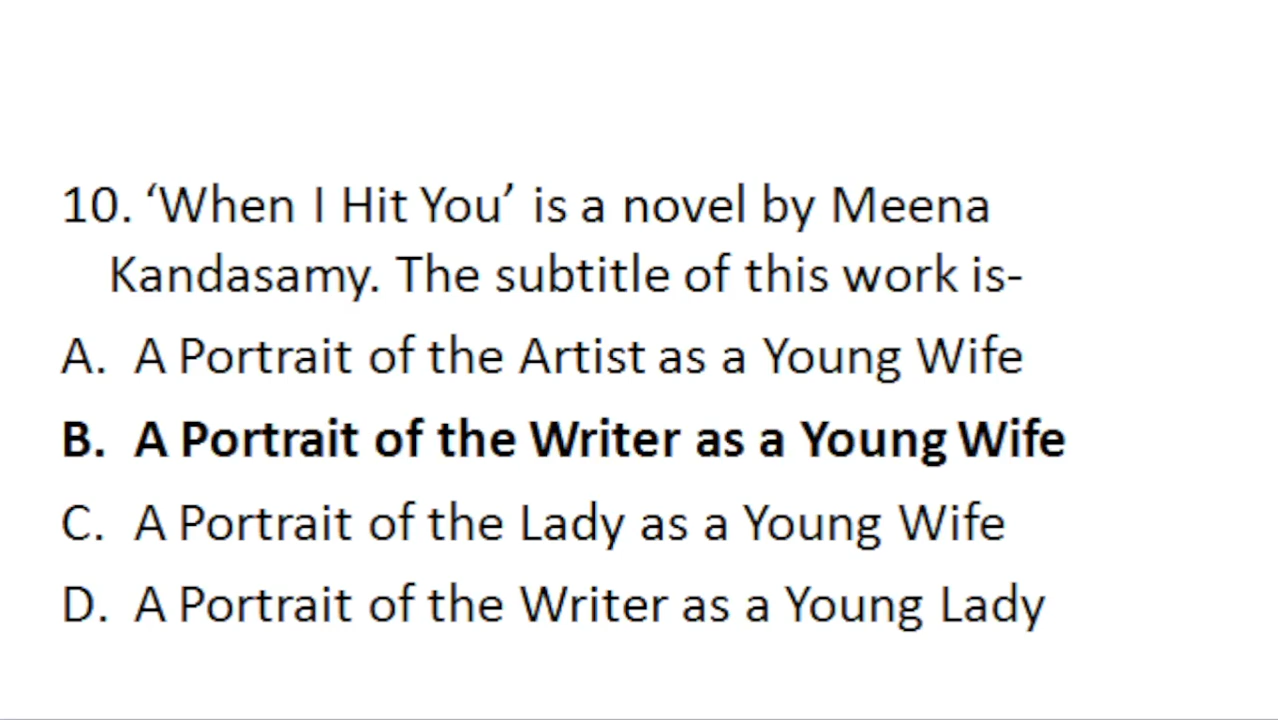 10. ‘When I Hit You’ is a novel by Meena
Kandasamy. The subtitle of this work is-
A. A Portrait of the Artist as a Young Wife
B. A Portrait of the Writer as a Young Wife
C. A Portrait of the Lady as a Young Wife
D. A Portrait of the Writer as a Young Lady